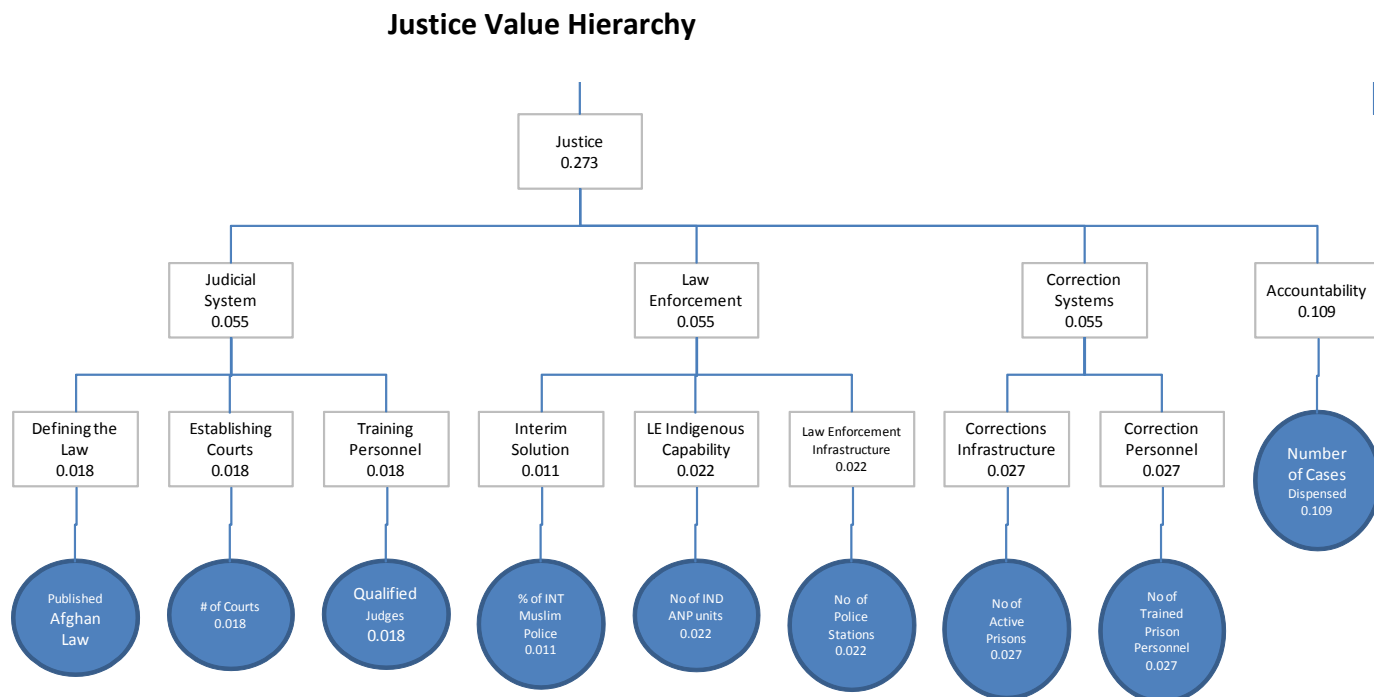 Justice Value Hierarchy
Justice
0.273
Judicial
System
0.055
Law
Enforcement
0.055
Correction
Systems
0.055
Accountability
0.109
Defining the
Law
0.018
Establishing
Courts
0.018
Training
Personnel
0.018
Interim
Solution
0.011
LE Indigenous
Capability
0.022
Law Enforcement
Infrastructure
0.022
Corrections
Infrastructure
0.027
Correction
Personnel
0.027
Number
of Cases
Dispensed
0.109
Published
Afghan
Law
# of Courts
0.018
Qualified
Judges
0.018
% of INT
Muslim
Police
0.011
No of IND
ANP units
0.022
No of
Police
Stations
0.022
No of
Active
Prisons
0.027
No of
Trained
Prison
Personnel
0.027